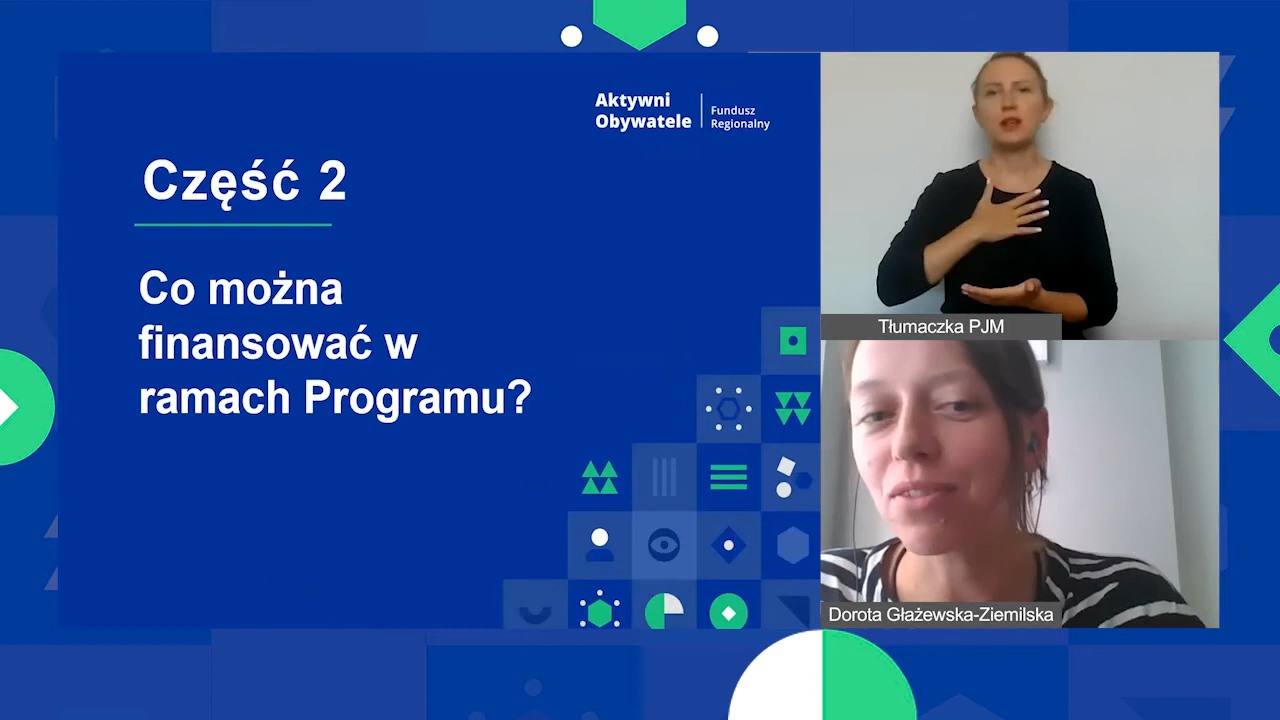 Aktywni
Obywatele
Fundusz
Regionalny
Część 2
Co można
finansować w
ramach Programu?
Tłumaczka PJM
Dorota Głażewska-Ziemilska